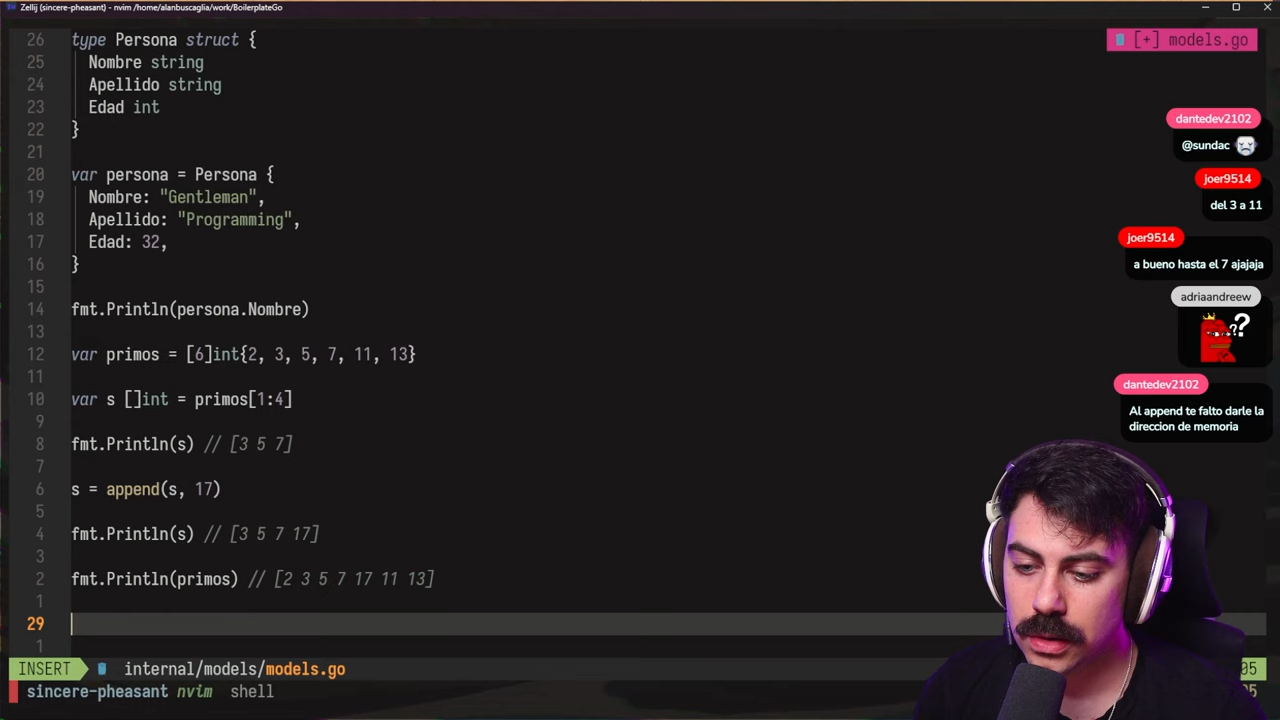 Zellij (sincere-pheasant) - nvim /home/alanbuscaglia/work/BoilerplateGo
[+] models.go
26 type Persona struct {
25 Nombre string
24 Apellido string
23 Edad int
22 }
21
20 var persona = Persona {
19 Nombre: "Gentleman",
18 Apellido: "Programming",
17 Edad: 32,
16 }
15
14 fmt.Println(persona.Nombre)
13
12 var primos = [6]int{2, 3, 5, 7, 11, 13}
11
10 var s []int = primos[1:4]
9
8 fmt.Println(s) // [3 5 7]
7
6 s = append(s, 17)
5
4 fmt.Println(s) // [3 5 7 17]
3
2 fmt.Println(primos) // [2 3 5 7 17 11 13]
1
29
1
INSERT internal/models/models.go
sincere-pheasant nvim shell
dantedev2102
@sundac
joer9514
del 3 a 11
joer9514
a bueno hasta el 7 ajajaja
adriaandreew
??
dantedev2102
Al append te falto darle la
direccion de memoria